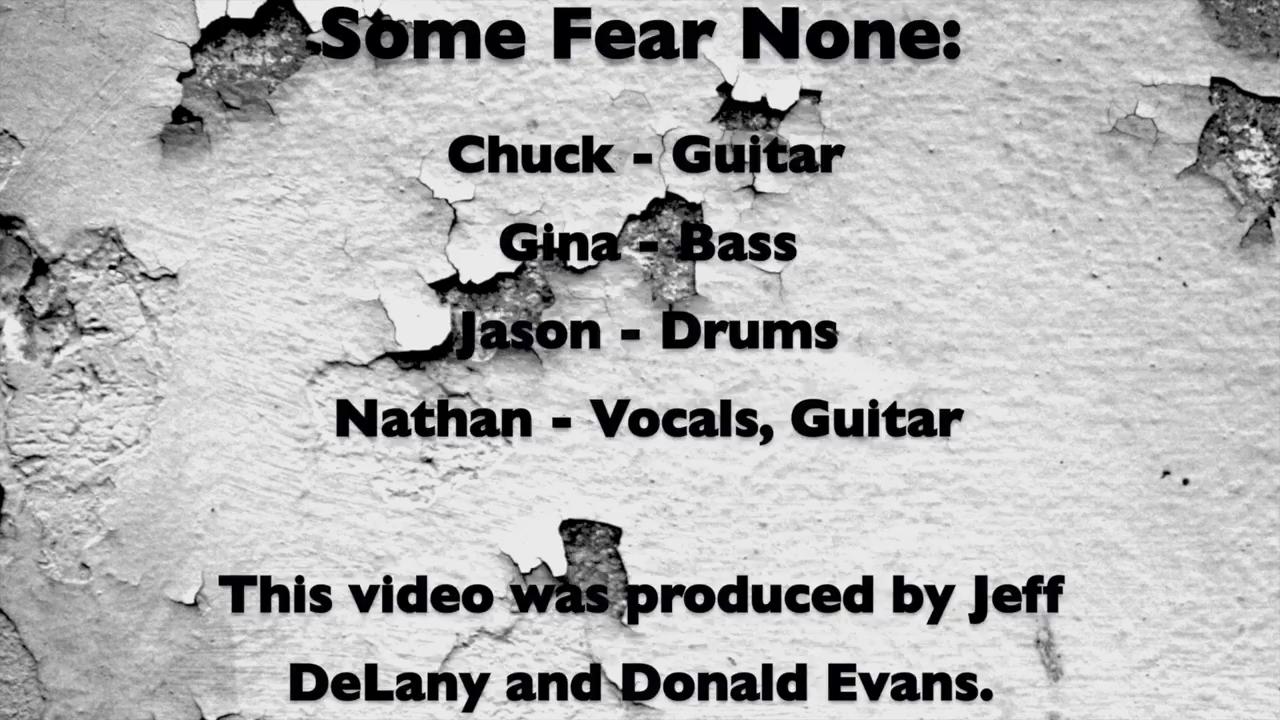 Some Fear None:
Chuck - Guitar
Gina - Bass
Jason - Drums
Nathan - Vocals, Guitar
This video was produced by Jeff
DeLany and Donald Evans.